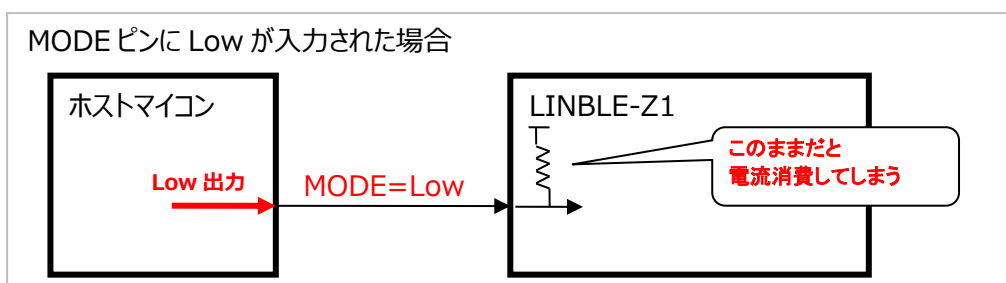 MODE ピンに Low が入力された場合
ホストマイコン
LINBLE-Z1
このままだと
電流消費してしまう
Low 出力
MODE=Low